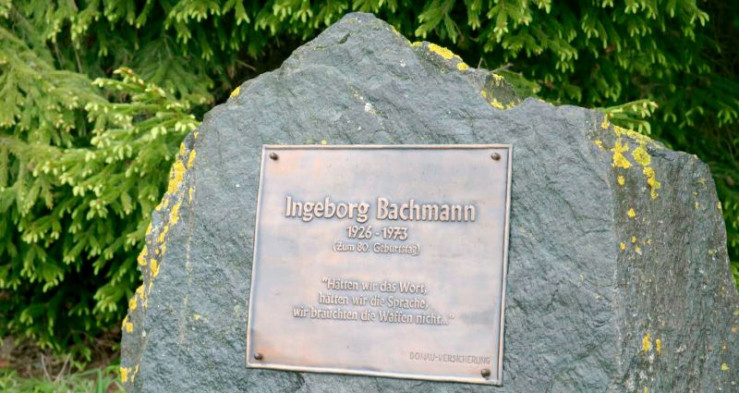 Ingeborg Bachmann
1926 - 1973
(Zum 80. Geburtstag)
"Hätten wir das Wort,
hätten wir die Sprache,
wir bräuchten die Waffen nicht..."
DONAU-VERSICHERUNG